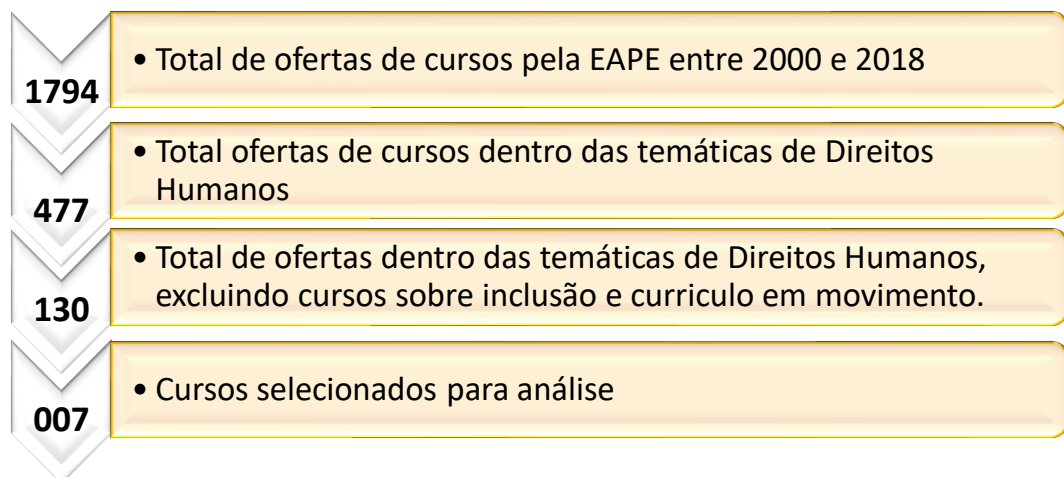 1794
• Total de ofertas de cursos pela EAPE entre 2000 e 2018
477
• Total ofertas de cursos dentro das temáticas de Direitos
Humanos
130
• Total de ofertas dentro das temáticas de Direitos Humanos,
excluindo cursos sobre inclusão e curriculo em movimento.
007
• Cursos selecionados para análise